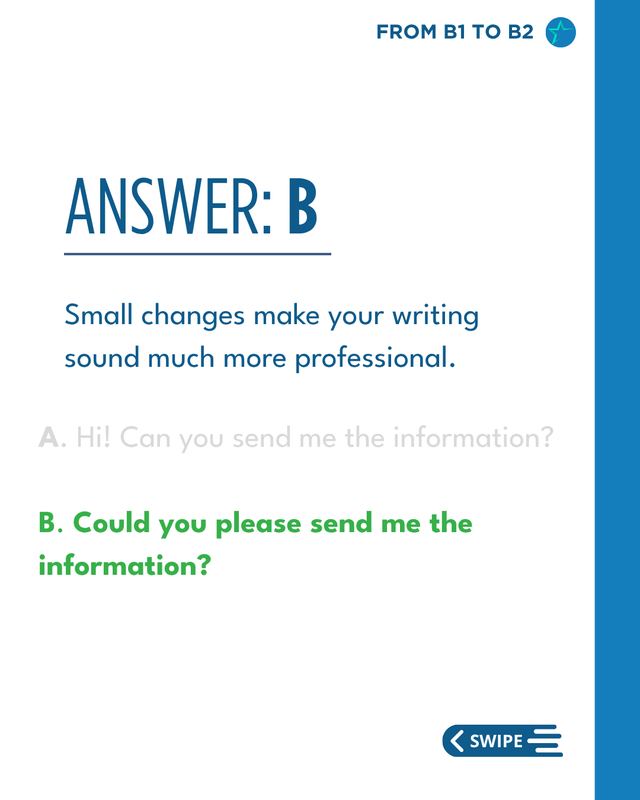 FROM B1 TO B2
ANSWER: B
Small changes make your writing
sound much more professional.
A. Hi! Can you send me the information?
B. Could you please send me the
information?
SWIPE